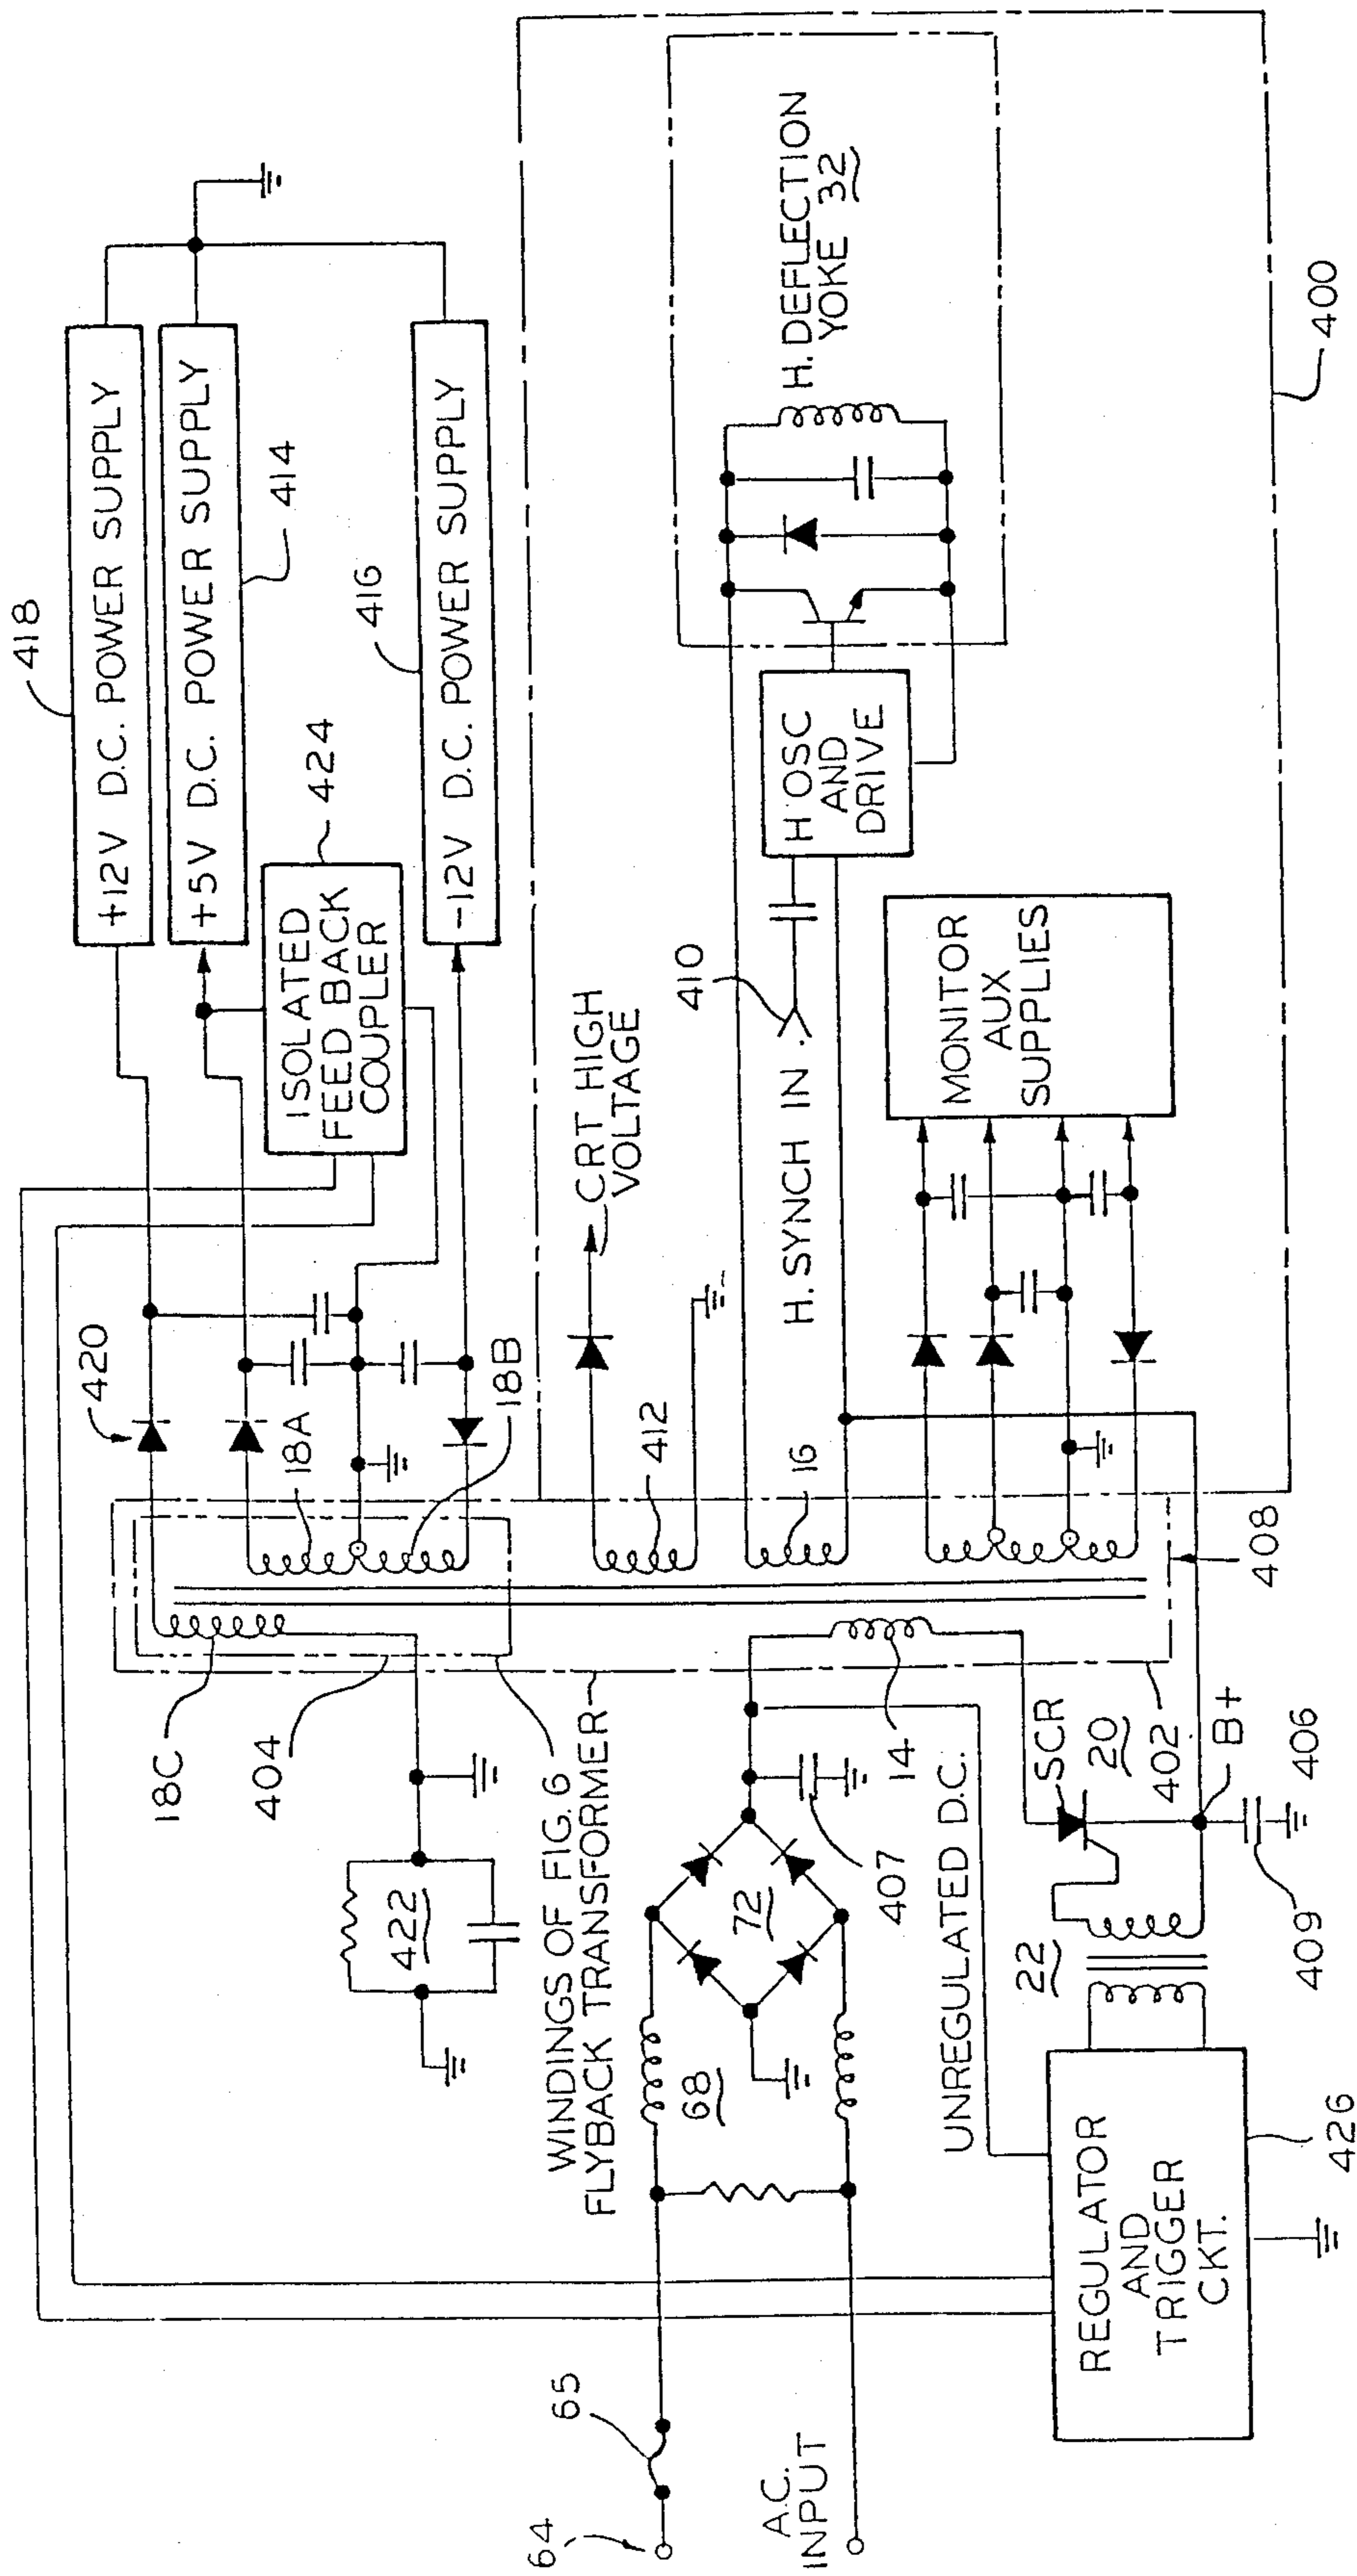 418
+12V D.C. POWER SUPPLY
+5V D.C. POWER SUPPLY
414
424
ISOLATED
FEED BACK
COUPLER
416
-12V D.C. POWER SUPPLY
420
18A
18B
18C
404
422
WINDINGS OF FIG. 6
FLYBACK TRANSFORMER
CRT HIGH
VOLTAGE
412
410
H. SYNCH IN
16
H OSC
AND
DRIVE
H. DEFLECTION
YOKE 32
MONITOR
AUX
SUPPLIES
400
408
64
65
A.C.
INPUT
68
72
407
14
UNREGULATED D.C.
SCR
20
402
B+
406
22
409
REGULATOR
AND
TRIGGER
CKT.
426